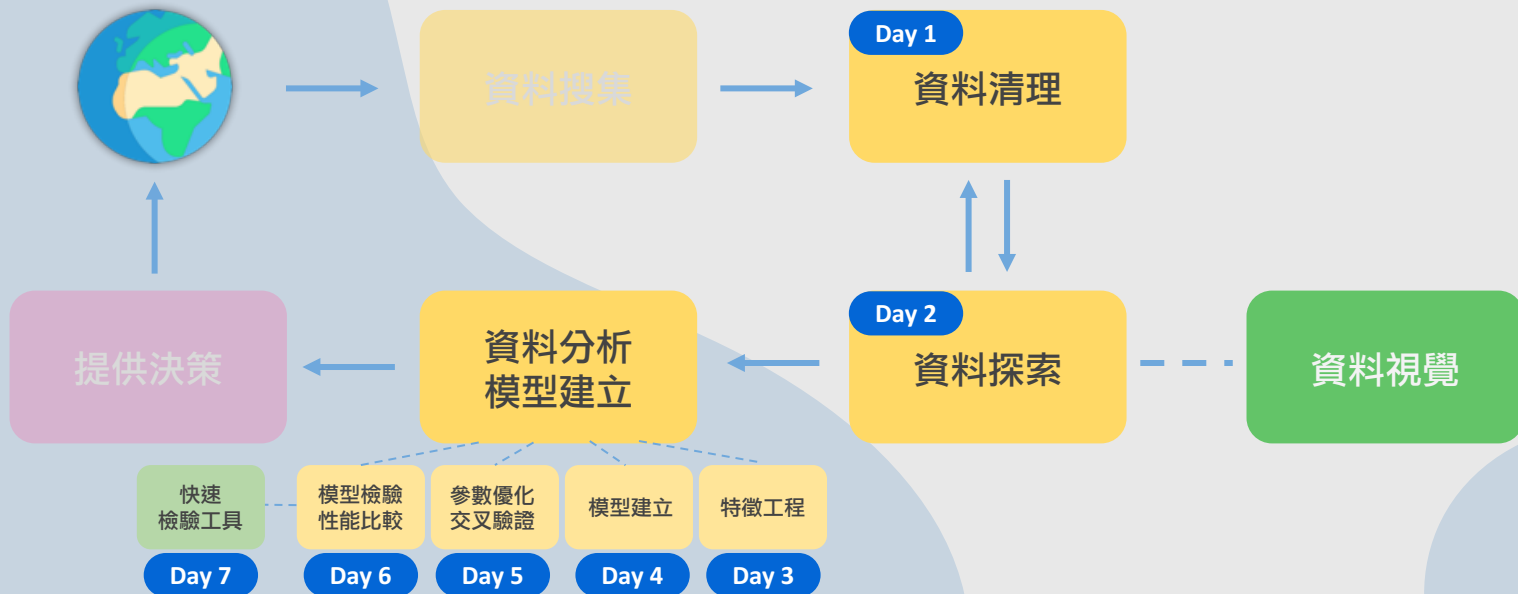 資料搜集
Day 1
資料清理
提供決策
資料分析
模型建立
Day 2
資料探索
資料視覺
快速
檢驗工具
模型檢驗
性能比較
參數優化
交叉驗證
模型建立
特徵工程
Day 7
Day 6
Day 5
Day 4
Day 3